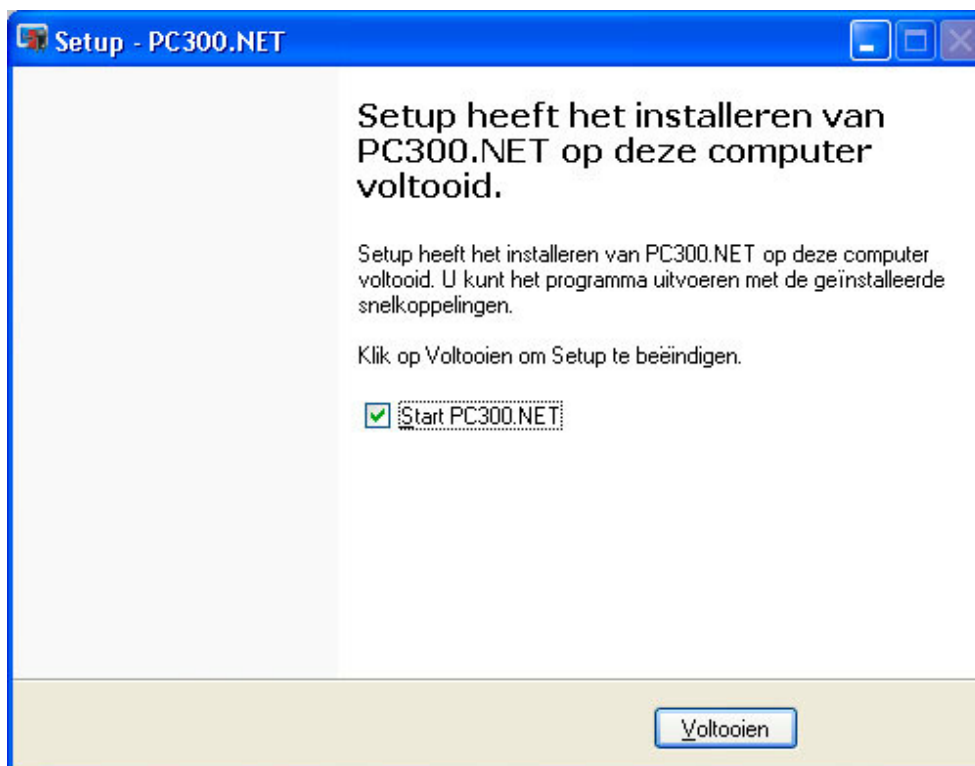 Setup - PC300.NET
Setup heeft het installeren van
PC300.NET op deze computer
voltooid.
Setup heeft het installeren van PC300.NET op deze computer
voltooid. U kunt het programma uitvoeren met de geïnstalleerde
snelkoppelingen.
Klik op Voltooien om Setup te beëindigen.
Start PC300.NET
Voltooien